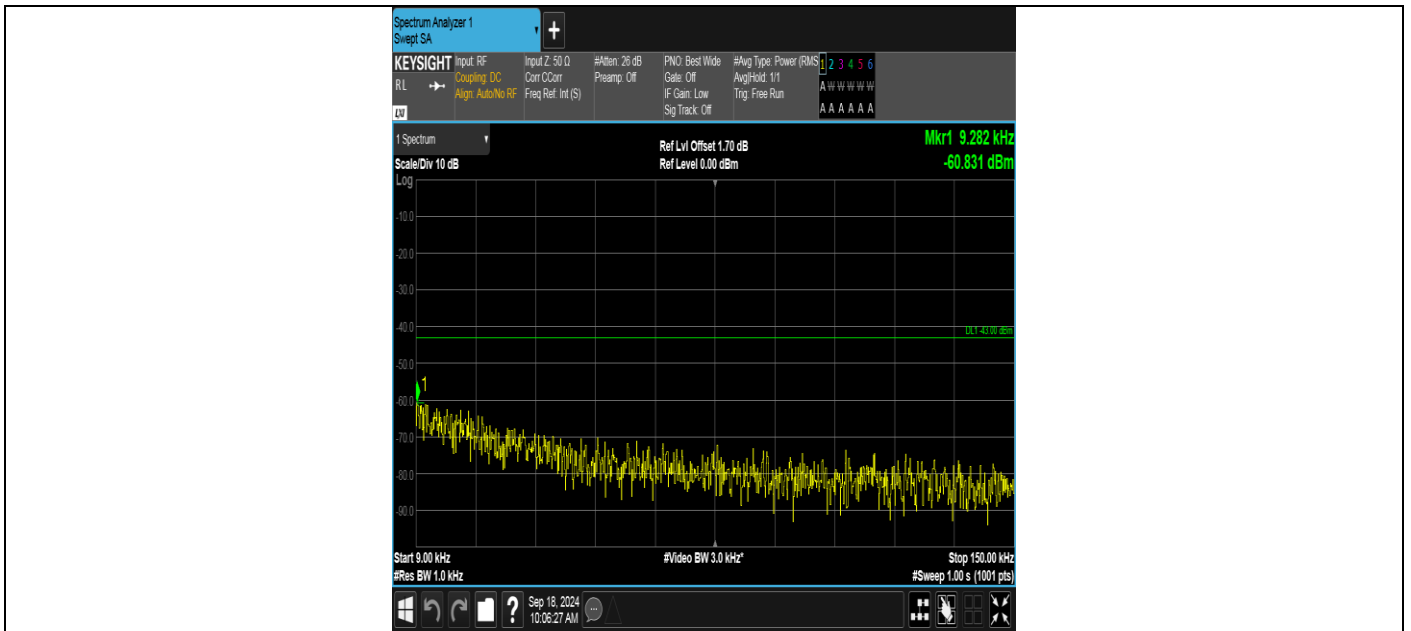 Spectrum Analyzer 1
Swept SA
KEYSIGHT
RL
LXI
Input: RF
Coupling: DC
Align: Auto/No RF
Input Z: 50 Ω
Corr CCorr
Freq Ref: Int (S)
#Atten: 26 dB
Preamp: Off
PNO: Best Wide
Gate: Off
IF Gain: Low
Sig Track: Off
#Avg Type: Power (RMS
Avg|Hold: 1/1
Trig: Free Run
1 2 3 4 5 6
A W W W W W
A A A A A A
1 Spectrum
Scale/Div 10 dB
Ref Lvl Offset 1.70 dB
Ref Level 0.00 dBm
Mkr1 9.282 kHz
-60.831 dBm
Log
-10.0
-20.0
-30.0
-40.0
DL1 -43.00 dBm
-50.0
1
-60.0
-70.0
-80.0
-90.0
Start 9.00 kHz
#Video BW 3.0 kHz*
Stop 150.00 kHz
#Res BW 1.0 kHz
#Sweep 1.00 s (1001 pts)
?
Sep 18, 2024
10:06:27 AM